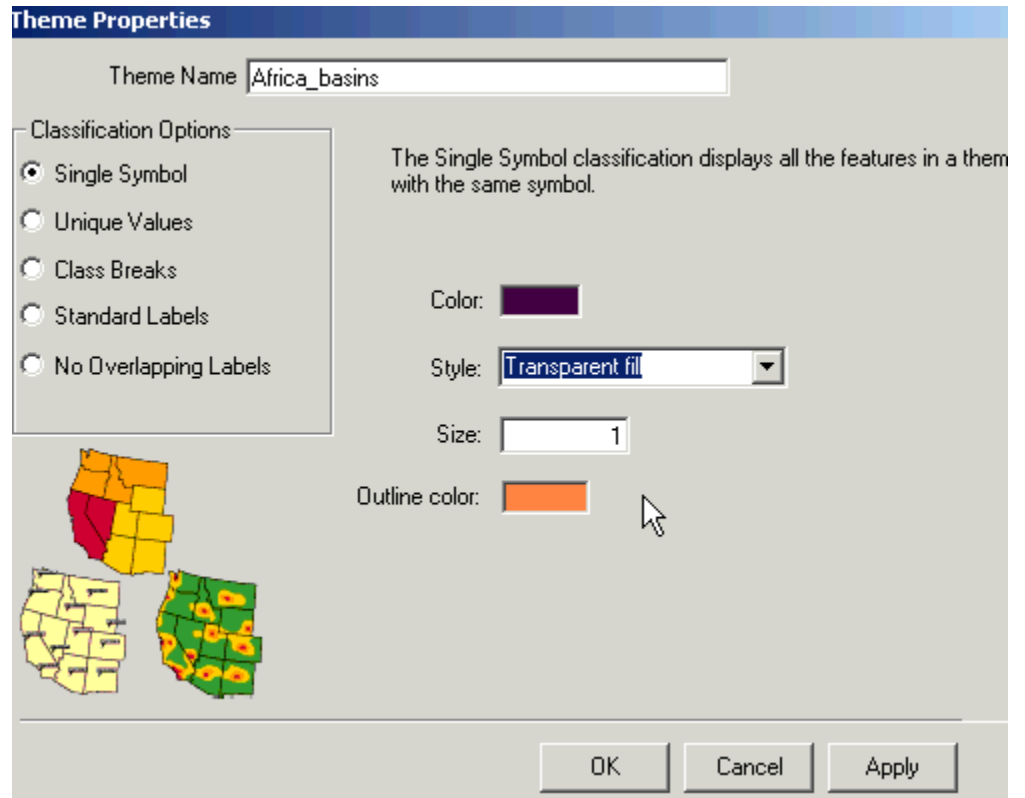 Theme Properties
Theme Name Africa_basins
Classification Options
Single Symbol
Unique Values
Class Breaks
Standard Labels
No Overlapping Labels
The Single Symbol classification displays all the features in a them
with the same symbol.
Color:
Style: Transparent fill
Size: 1
Outline color:
OK Cancel Apply